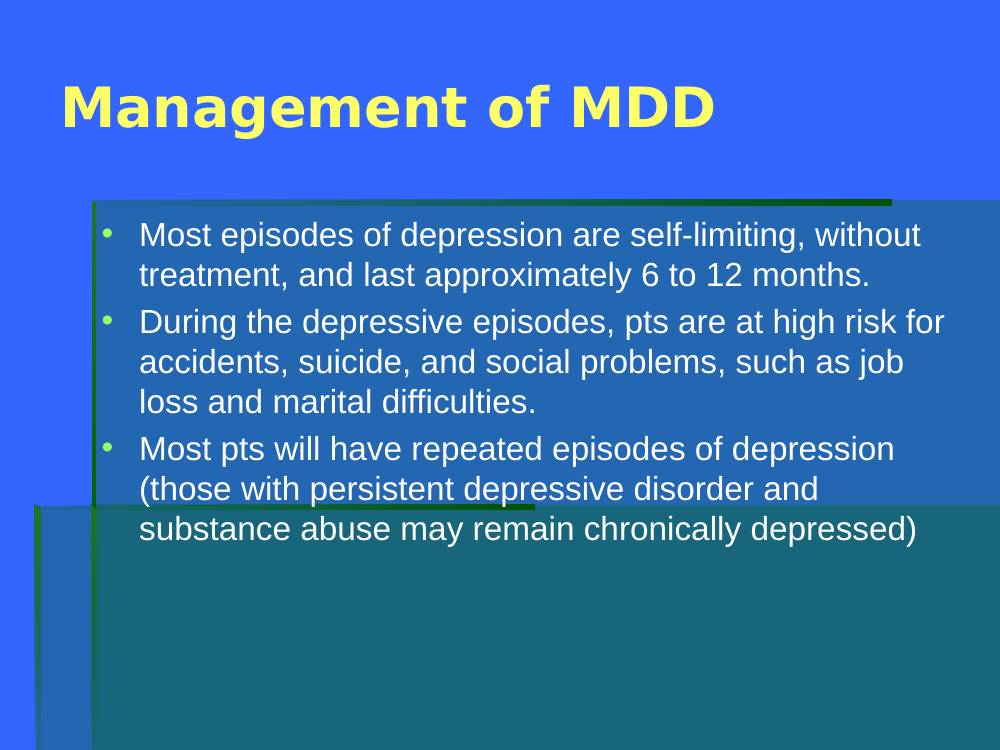 Management of MDD
• Most episodes of depression are self-limiting, without
treatment, and last approximately 6 to 12 months.
• During the depressive episodes, pts are at high risk for
accidents, suicide, and social problems, such as job
loss and marital difficulties.
• Most pts will have repeated episodes of depression
(those with persistent depressive disorder and
substance abuse may remain chronically depressed)